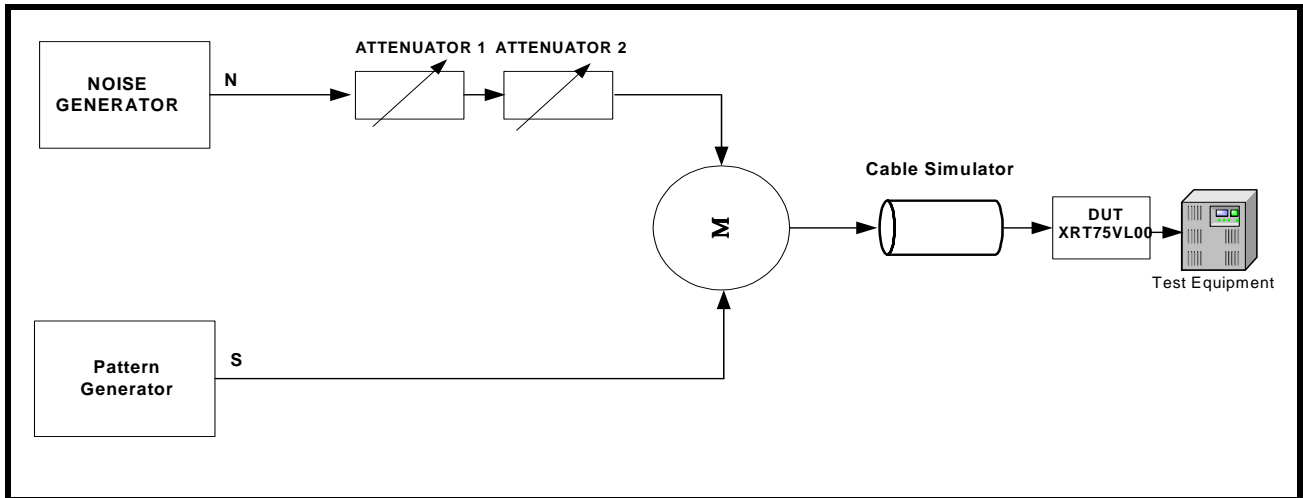 NOISE
GENERATOR
N
ATTENUATOR 1
ATTENUATOR 2
M
Cable Simulator
DUT
XRT75VL00
Test Equipment
Pattern
Generator
S